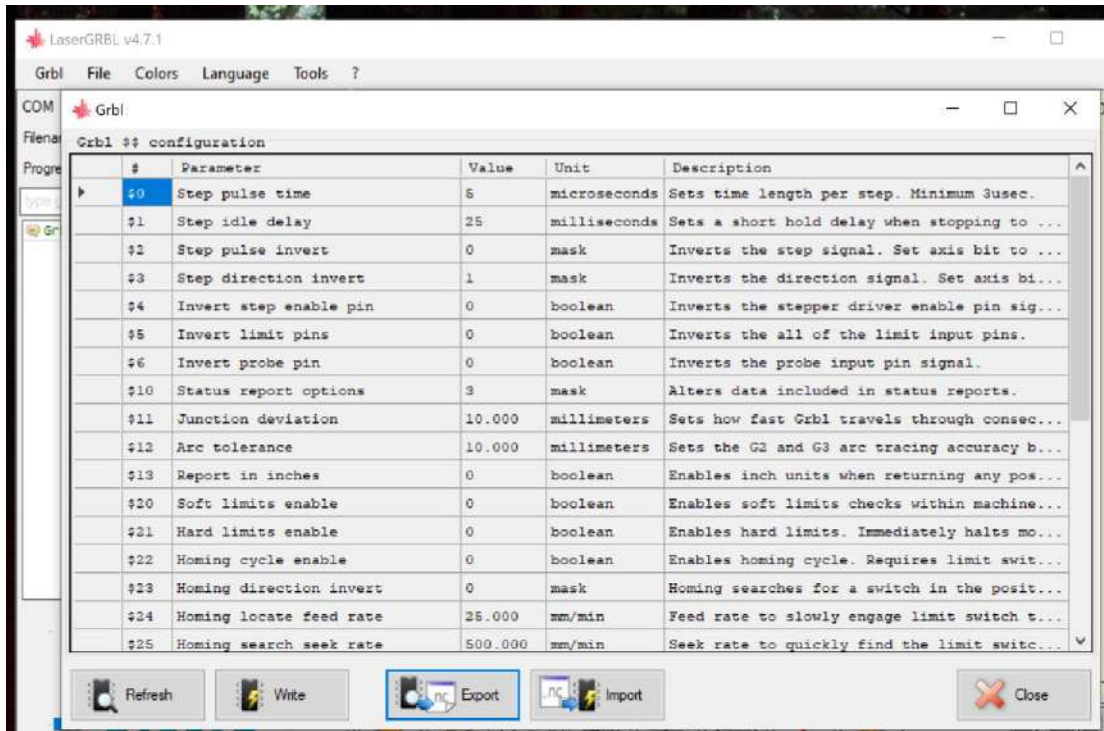 LaserGRBL v4.7.1
Grbl File Colors Language Tools ?
COM
Grbl
Filena
Grbl $$ configuration
Progre
# Parameter Value Unit Description
type g
$0 Step pulse time 5 microseconds Sets time length per step. Minimum 3usec.
Gr
$1 Step idle delay 25 milliseconds Sets a short hold delay when stopping to ...
$2 Step pulse invert 0 mask Inverts the step signal. Set axis bit to ...
$3 Step direction invert 1 mask Inverts the direction signal. Set axis bi...
$4 Invert step enable pin 0 boolean Inverts the stepper driver enable pin sig...
$5 Invert limit pins 0 boolean Inverts the all of the limit input pins.
$6 Invert probe pin 0 boolean Inverts the probe input pin signal.
$10 Status report options 3 mask Alters data included in status reports.
$11 Junction deviation 10.000 millimeters Sets how fast Grbl travels through consec...
$12 Arc tolerance 10.000 millimeters Sets the G2 and G3 arc tracing accuracy b...
$13 Report in inches 0 boolean Enables inch units when returning any pos...
$20 Soft limits enable 0 boolean Enables soft limits checks within machine...
$21 Hard limits enable 0 boolean Enables hard limits. Immediately halts mo...
$22 Homing cycle enable 0 boolean Enables homing cycle. Requires limit swit...
$23 Homing direction invert 0 mask Homing searches for a switch in the posit...
$24 Homing locate feed rate 25.000 mm/min Feed rate to slowly engage limit switch t...
$25 Homing search seek rate 500.000 mm/min Seek rate to quickly find the limit switc...
Refresh Write nc Export .nc Import Close